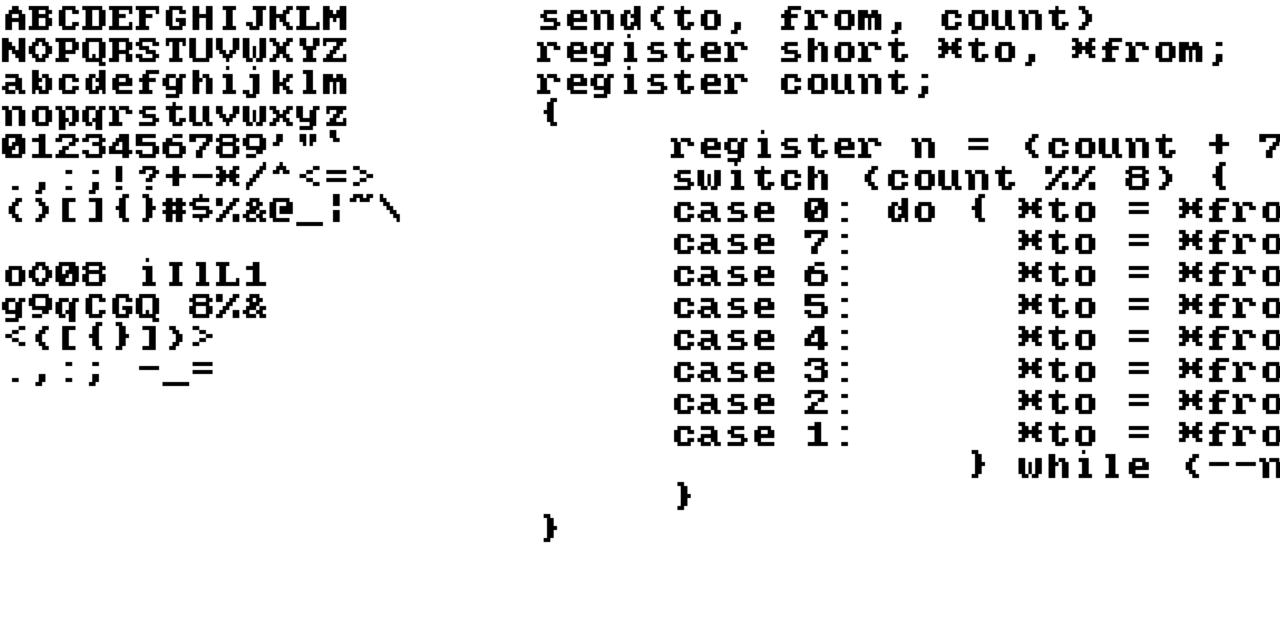 ABCDEFGHIJKLM
NOPQRSTUVWXYZ
abcdefghijklm
nopqrstuvwxyz
0123456789'"`
.,:;!?+-*/^<=>
()[]{}#$%&@_|~\
oO08 iIlL1
g9qCGQ 8%&
<([{}])>
.,:; -_=
send(to, from, count)
register short *to, *from;
register count;
{
register n = (count + 7
switch (count %% 8) {
case 0: do { *to = *fro
case 7: *to = *fro
case 6: *to = *fro
case 5: *to = *fro
case 4: *to = *fro
case 3: *to = *fro
case 2: *to = *fro
case 1: *to = *fro
} while (--n
}
}